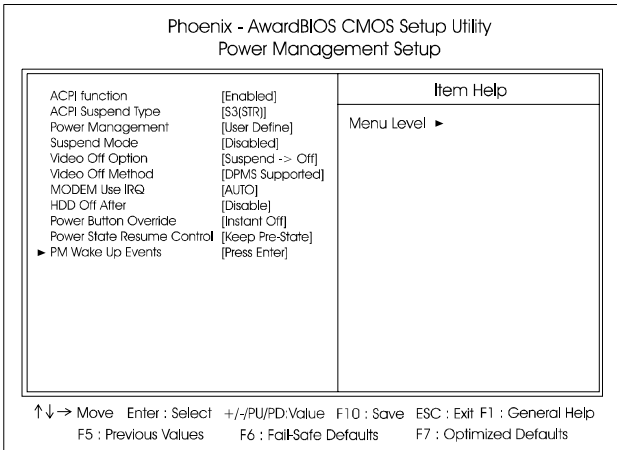 Phoenix - AwardBIOS CMOS Setup Utility
Power Management Setup
ACPI function [Enabled]
ACPI Suspend Type [S3(STR)]
Power Management [User Define]
Suspend Mode [Disabled]
Video Off Option [Suspend -> Off]
Video Off Method [DPMS Supported]
MODEM Use IRQ [AUTO]
HDD Off After [Disable]
Power Button Override [Instant Off]
Power State Resume Control [Keep Pre-State]
► PM Wake Up Events [Press Enter]
Item Help
Menu Level ►
↑↓→ Move Enter : Select +/-/PU/PD:Value F10 : Save ESC : Exit F1 : General Help
F5 : Previous Values F6 : Fail-Safe Defaults F7 : Optimized Defaults